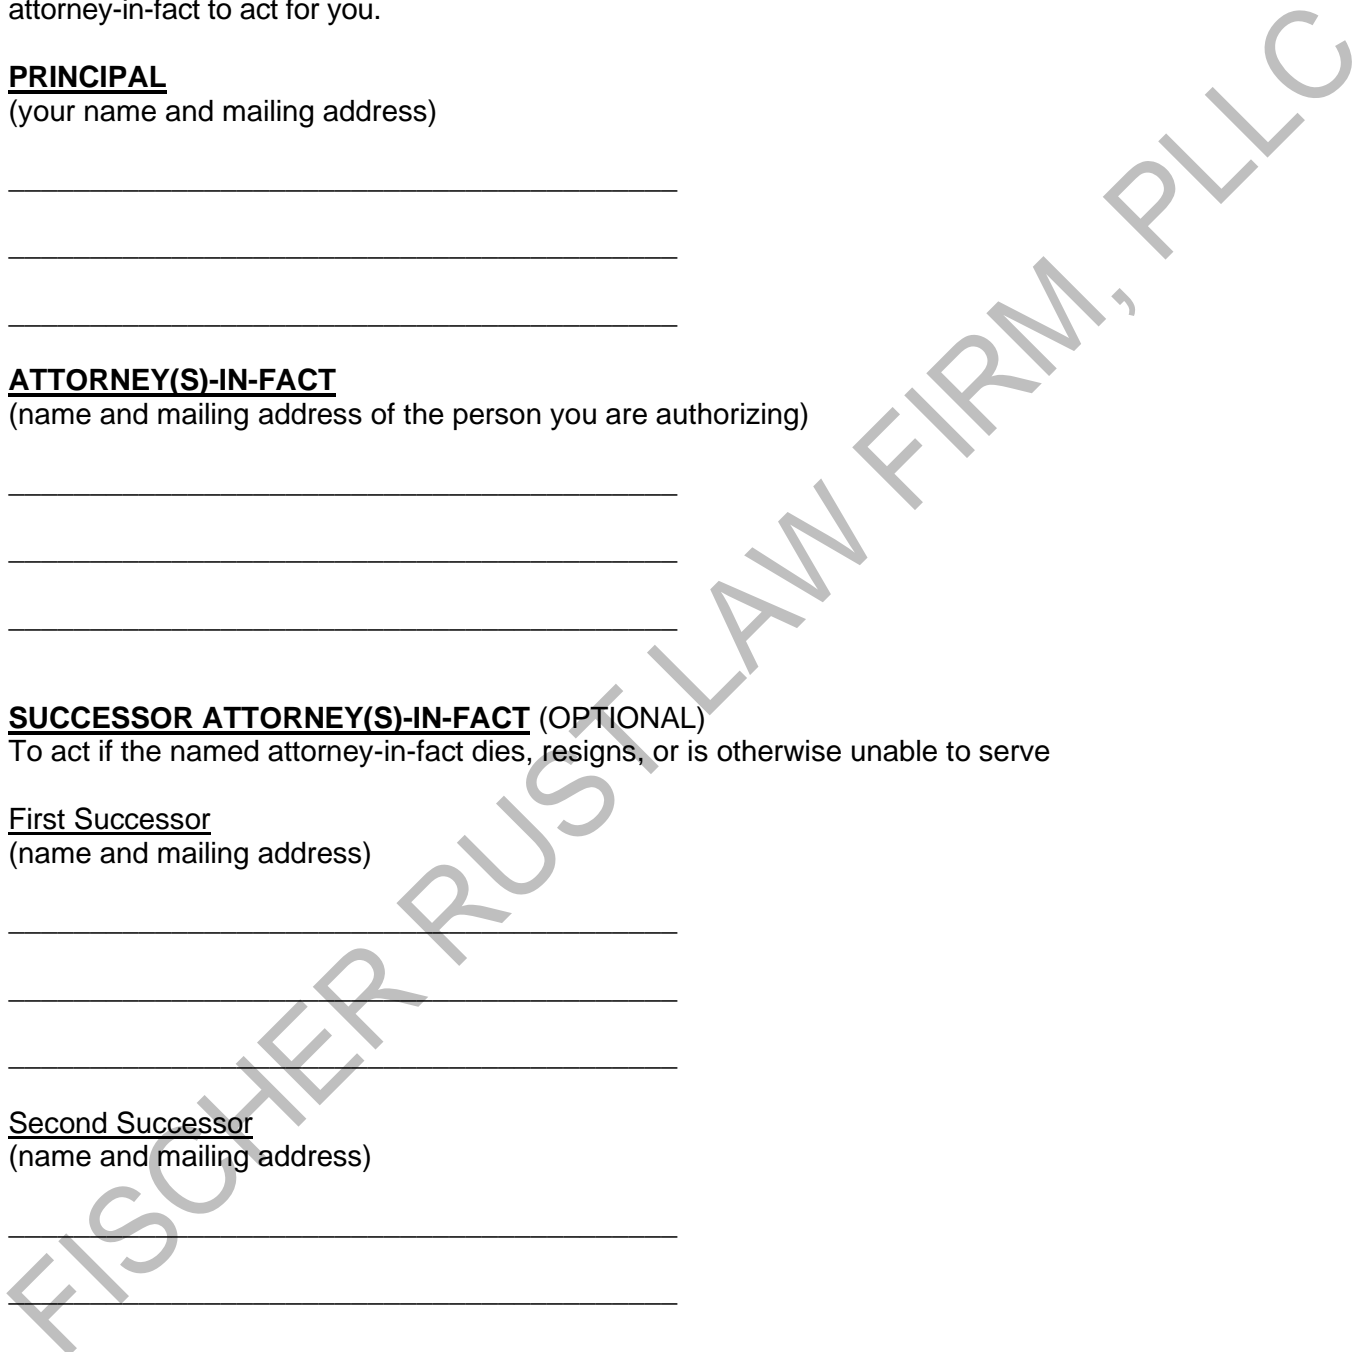 attorney-in-fact to act for you.
PRINCIPAL
(your name and mailing address)
ATTORNEY(S)-IN-FACT
(name and mailing address of the person you are authorizing)
SUCCESSOR ATTORNEY(S)-IN-FACT (OPTIONAL)
To act if the named attorney-in-fact dies, resigns, or is otherwise unable to serve
First Successor
(name and mailing address)
Second Successor
(name and mailing address)
FISCHER RUST LAW FIRM, PLLC